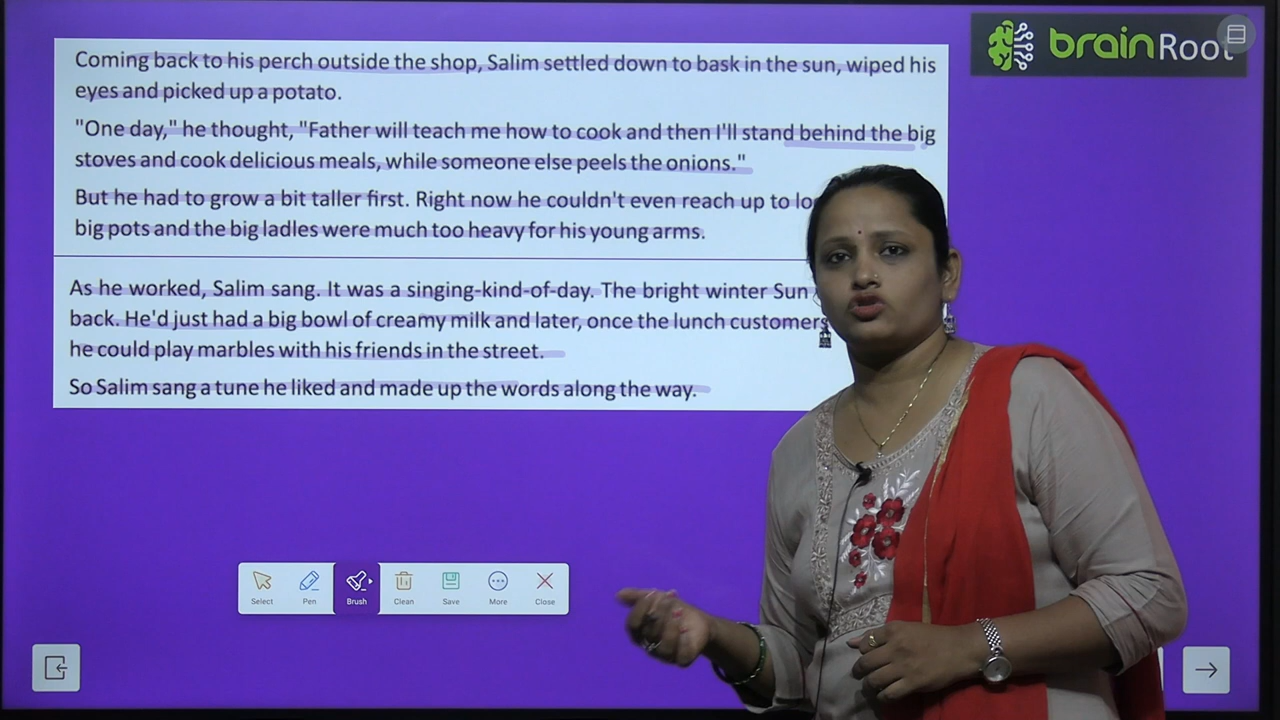 brainRoot
Coming back to his perch outside the shop, Salim settled down to bask in the sun, wiped his
eyes and picked up a potato.
"One day," he thought, "Father will teach me how to cook and then I'll stand behind the big
stoves and cook delicious meals, while someone else peels the onions."
But he had to grow a bit taller first. Right now he couldn't even reach up to
big pots and the big ladles were much too heavy for his young arms.
As he worked, Salim sang. It was a singing-kind-of-day. The bright winter Sun
back. He'd just had a big bowl of creamy milk and later, once the lunch customers
he could play marbles with his friends in the street.
So Salim sang a tune he liked and made up the words along the way.
Select Pen Brush Clean Save More Close